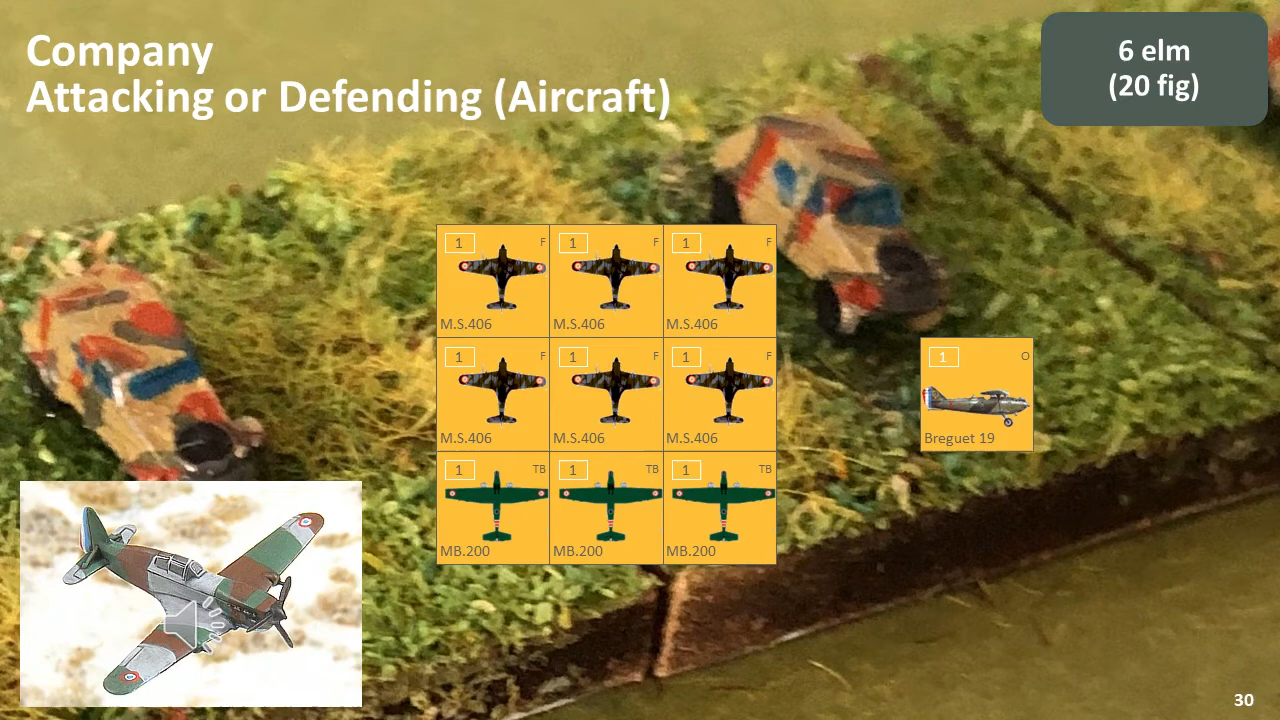 Company
Attacking or Defending (Aircraft)
6 elm
(20 fig)
1 F 1 F 1 F
M.S.406 M.S.406 M.S.406
1 F 1 F 1 F
M.S.406 M.S.406 M.S.406
1 O
Breguet 19
1 TB 1 TB 1 TB
MB.200 MB.200 MB.200
30